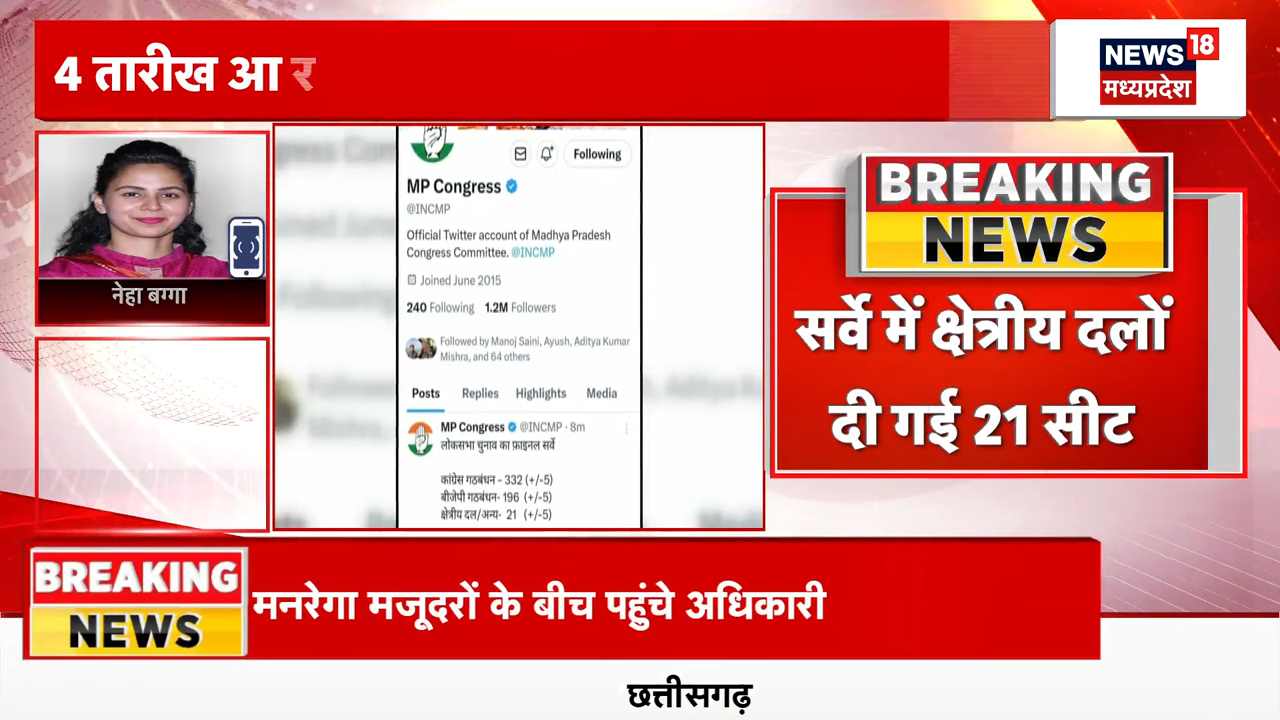 4 तारीख आ र
NEWS 18
मध्यप्रदेश
नेहा बग्गा
Following
MP Congress
@INCMP
Official Twitter account of Madhya Pradesh
Congress Committee. @INCMP
Joined June 2015
240 Following 1.2M Followers
Followed by Manoj Saini, Ayush, Aditya Kumar
Mishra, and 64 others
Posts Replies Highlights Media
MP Congress @INCMP · 8m
लोकसभा चुनाव का फ़ाइनल सर्वे
कांग्रेस गठबंधन - 332 (+/-5)
बीजेपी गठबंधन- 196 (+/-5)
क्षेत्रीय दल/अन्य- 21 (+/-5)
BREAKING
NEWS
सर्वे में क्षेत्रीय दलों
दी गई 21 सीट
BREAKING
NEWS
मनरेगा मजूदरों के बीच पहुंचे अधिकारी
छत्तीसगढ़